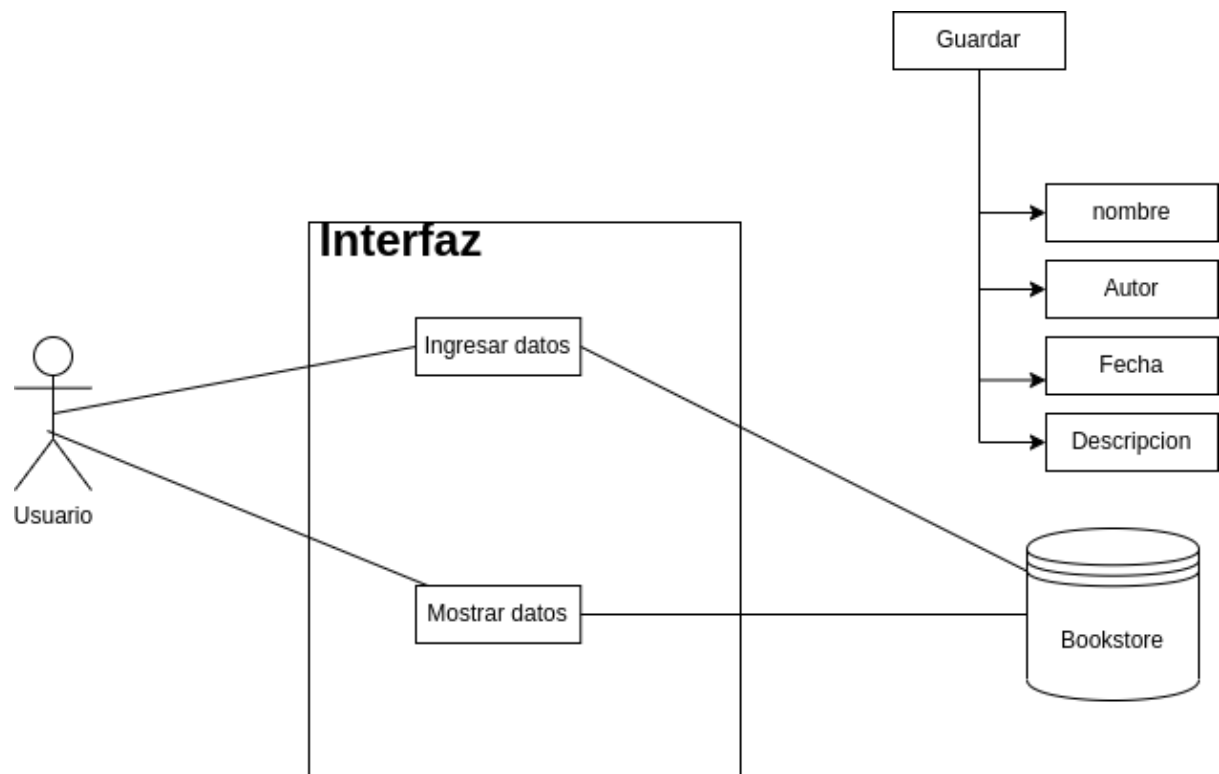 Guardar
nombre
Interfaz
Autor
Ingresar datos
Fecha
Descripcion
Usuario
Mostrar datos
Bookstore